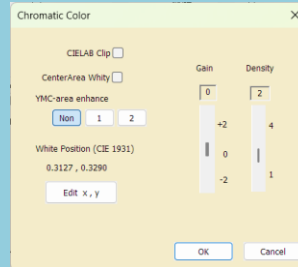 Chromatic Color
CIELAB Clip
CenterArea Whity
YMC-area enhance
Non 1 2
White Position (CIE 1931)
0.3127 , 0.3290
Edit x , y
Gain Density
0 2
+2 4
0
-2 1
OK Cancel